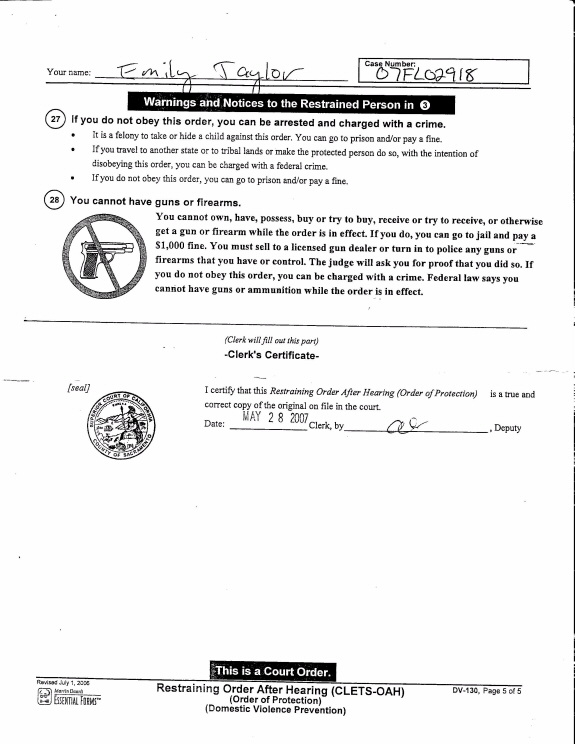 Your name: Emily Taylor
Case Number:
07FL02918
Warnings and Notices to the Restrained Person in 3
27 If you do not obey this order, you can be arrested and charged with a crime.
• It is a felony to take or hide a child against this order. You can go to prison and/or pay a fine.
• If you travel to another state or to tribal lands or make the protected person do so, with the intention of
disobeying this order, you can be charged with a federal crime.
• If you do not obey this order, you can go to prison and/or pay a fine.
28 You cannot have guns or firearms.
You cannot own, have, possess, buy or try to buy, receive or try to receive, or otherwise
get a gun or firearm while the order is in effect. If you do, you can go to jail and pay a
$1,000 fine. You must sell to a licensed gun dealer or turn in to police any guns or
firearms that you have or control. The judge will ask you for proof that you did so. If
you do not obey this order, you can be charged with a crime. Federal law says you
cannot have guns or ammunition while the order is in effect.
(Clerk will fill out this part)
-Clerk's Certificate-
[seal]
SUPERIOR COURT OF CALIFORNIA
COUNTY OF SACRAMENTO
I certify that this Restraining Order After Hearing (Order of Protection) is a true and
correct copy of the original on file in the court.
Date: MAY 28 2007 Clerk, by , Deputy
This is a Court Order.
Revised July 1, 2006
Martin Dean's
ESSENTIAL FORMS™
Restraining Order After Hearing (CLETS-OAH)
(Order of Protection)
(Domestic Violence Prevention)
DV-130, Page 5 of 5